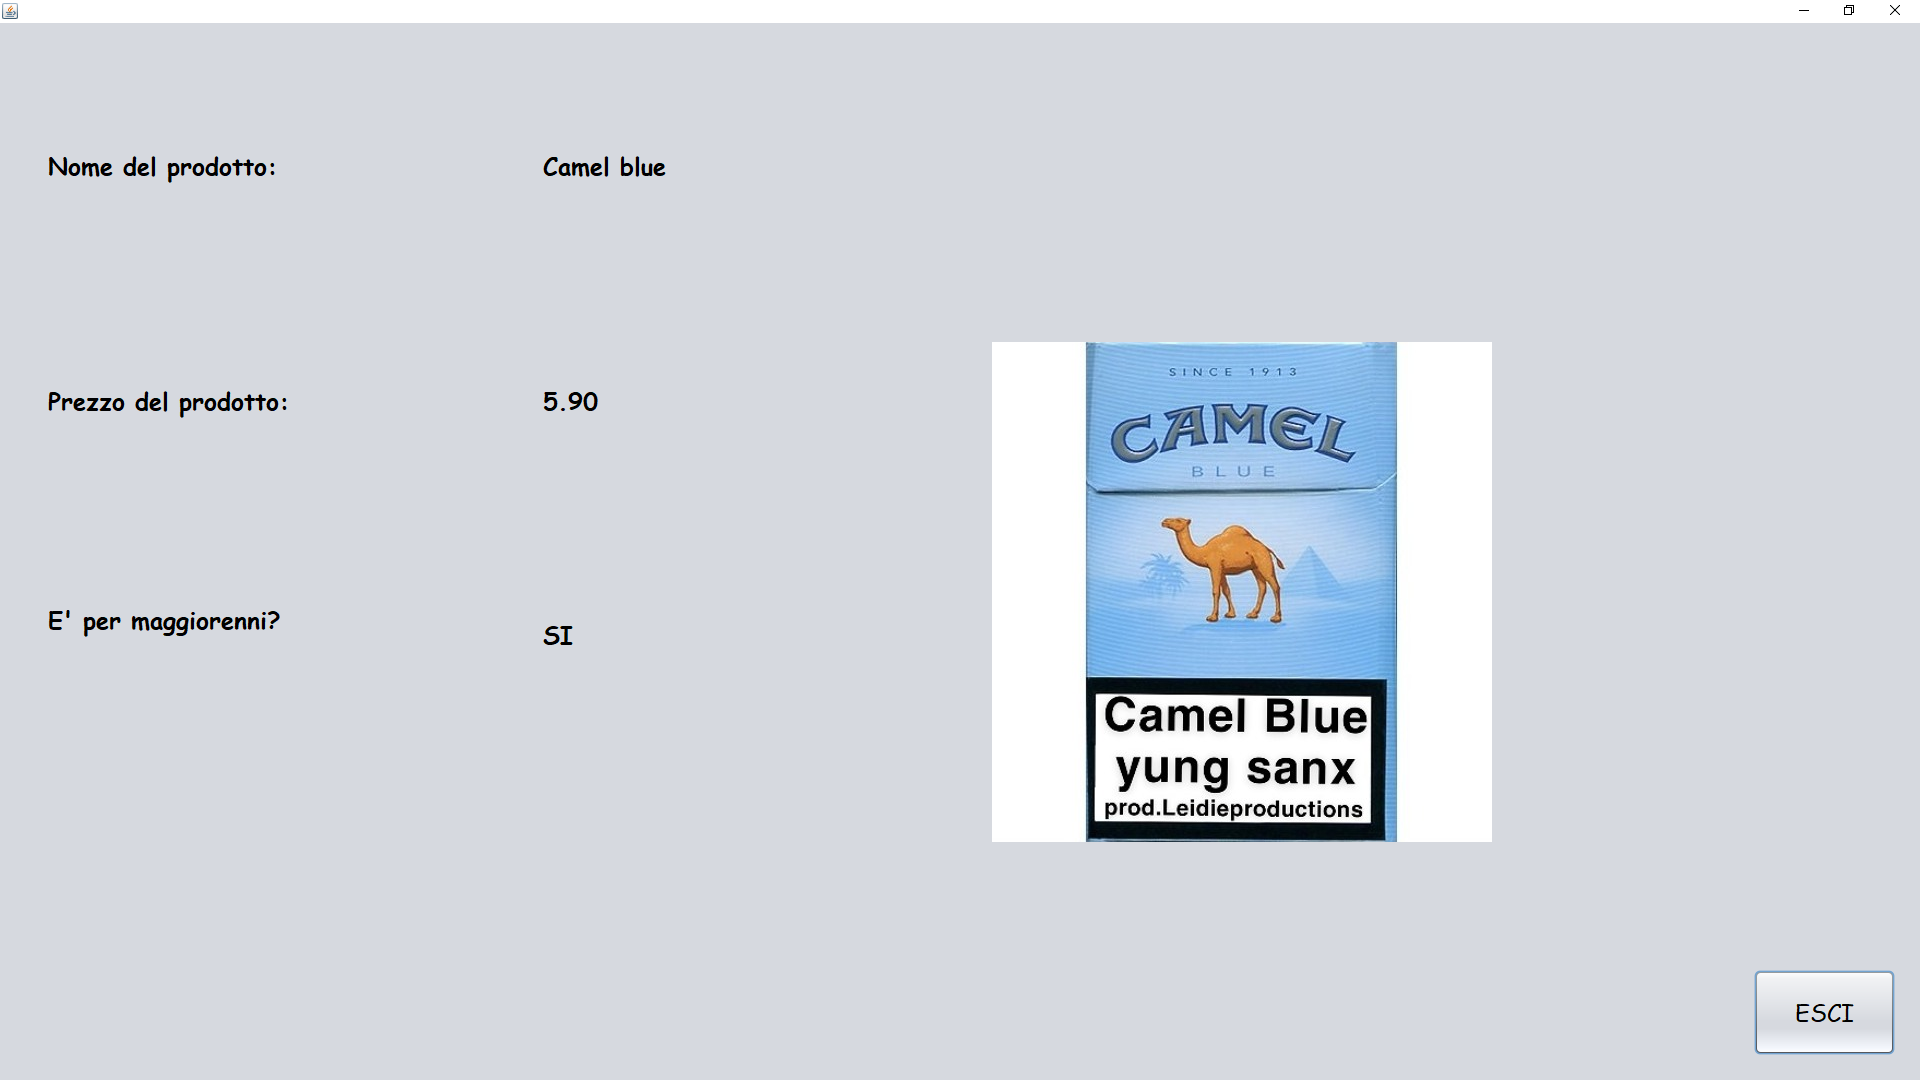 Nome del prodotto:
Camel blue
Prezzo del prodotto:
5.90
E' per maggiorenni?
SI
SINCE 1913
CAMEL
BLUE
Camel Blue
yung sanx
prod.Leidieproductions
ESCI